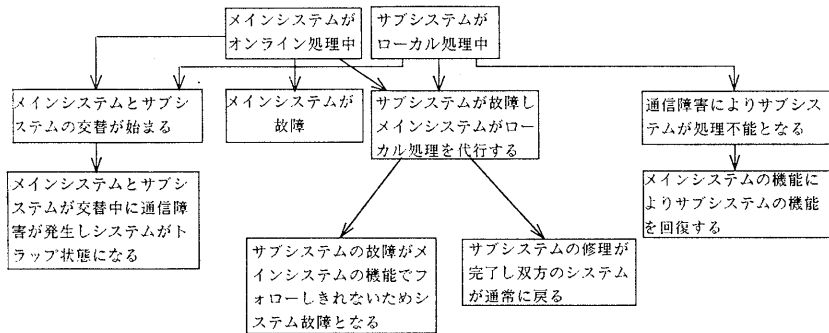 メインシステムが
オンライン処理中
サブシステムが
ローカル処理中
メインシステムとサブシ
ステムの交替が始まる
メインシステムが
故障
サブシステムが故障し
メインシステムがロー
カル処理を代行する
通信障害によりサブシス
テムが処理不能となる
メインシステムとサブシ
ステムが交替中に通信障
害が発生しシステムがト
ラップ状態になる
サブシステムの故障がメ
インシステムの機能でフ
ォローしきれないためシ
ステム故障となる
サブシステムの修理が
完了し双方のシステム
が通常に戻る
メインシステムの機能に
よりサブシステムの機能
を回復する